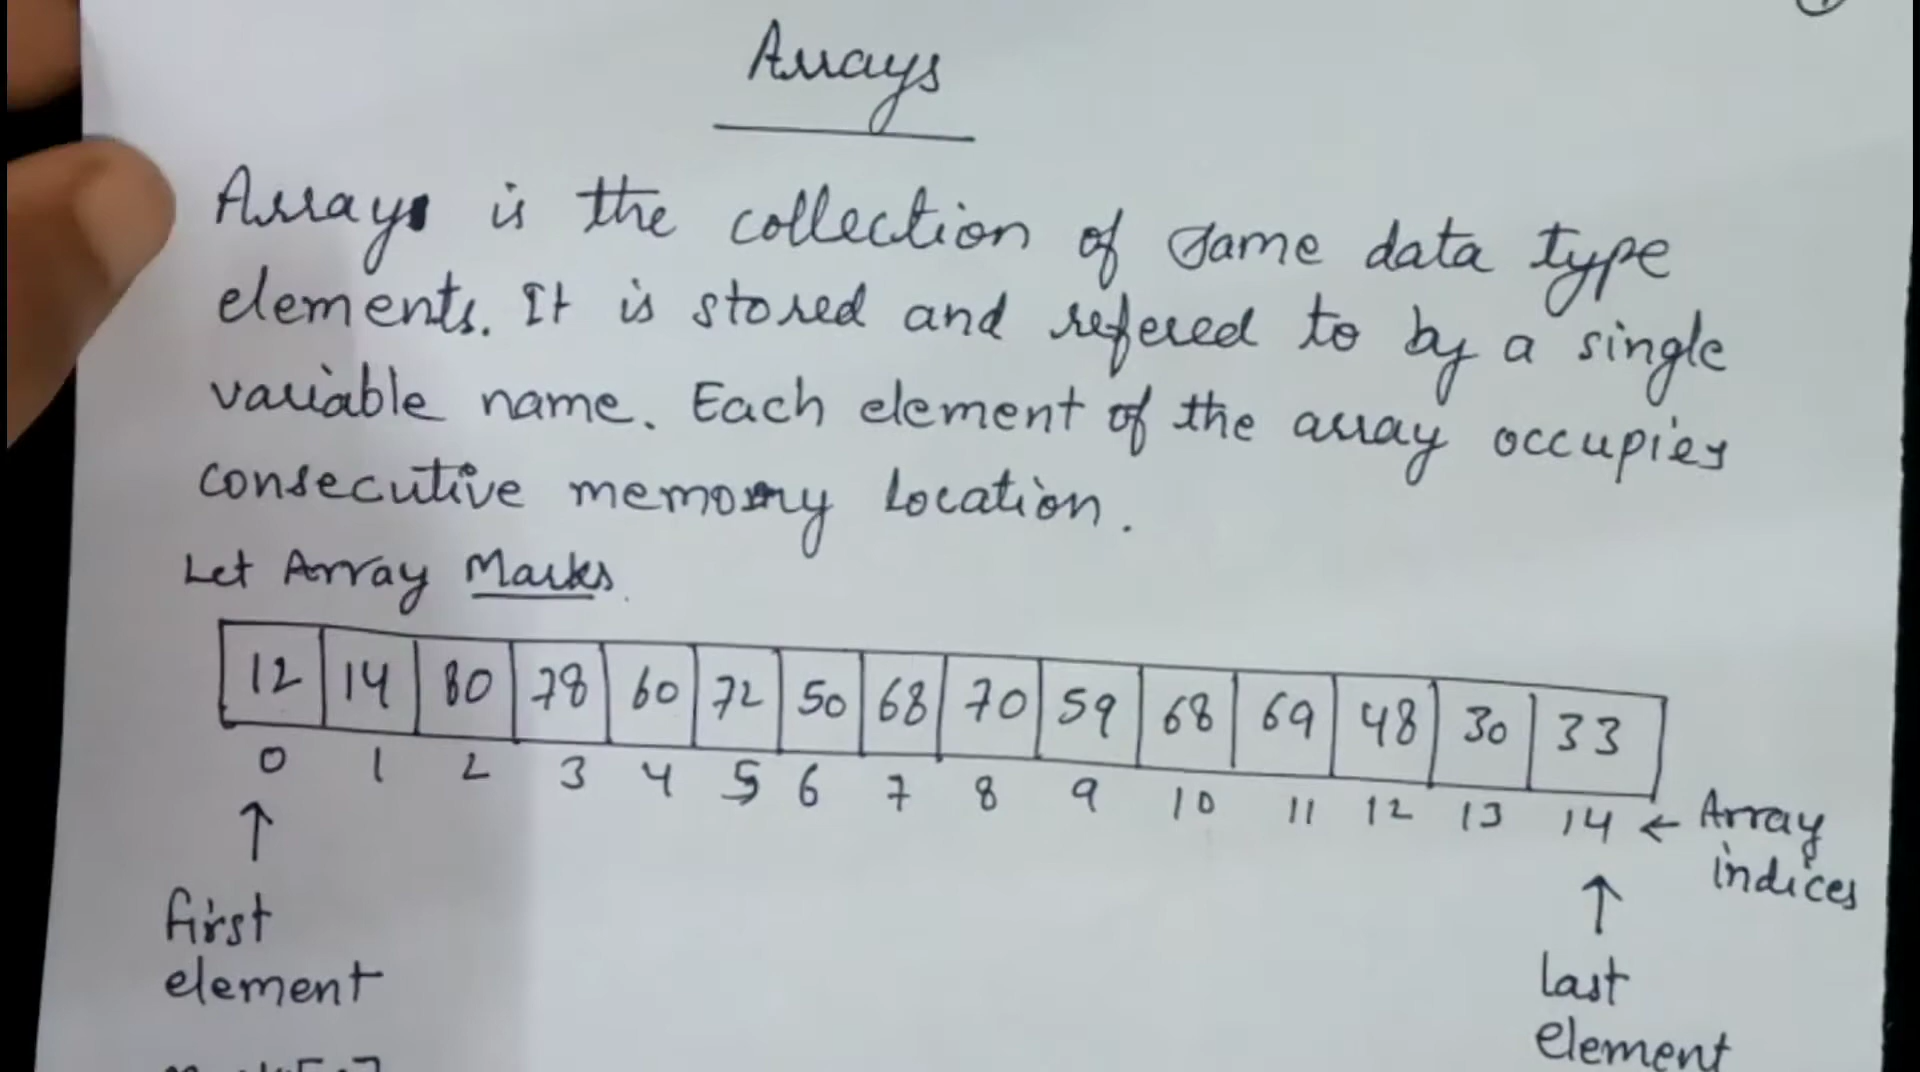 Arrays
Array is the collection of same data type
elements. It is stored and refered to by a single
variable name. Each element of the array occupies
consecutive memory location.
Let Array Marks.
12 14 80 78 60 72 50 68 70 59 68 69 48 30 33
0 1 2 3 4 5 6 7 8 9 10 11 12 13 14 ← Array
indices
↑ ↑
first last
element element